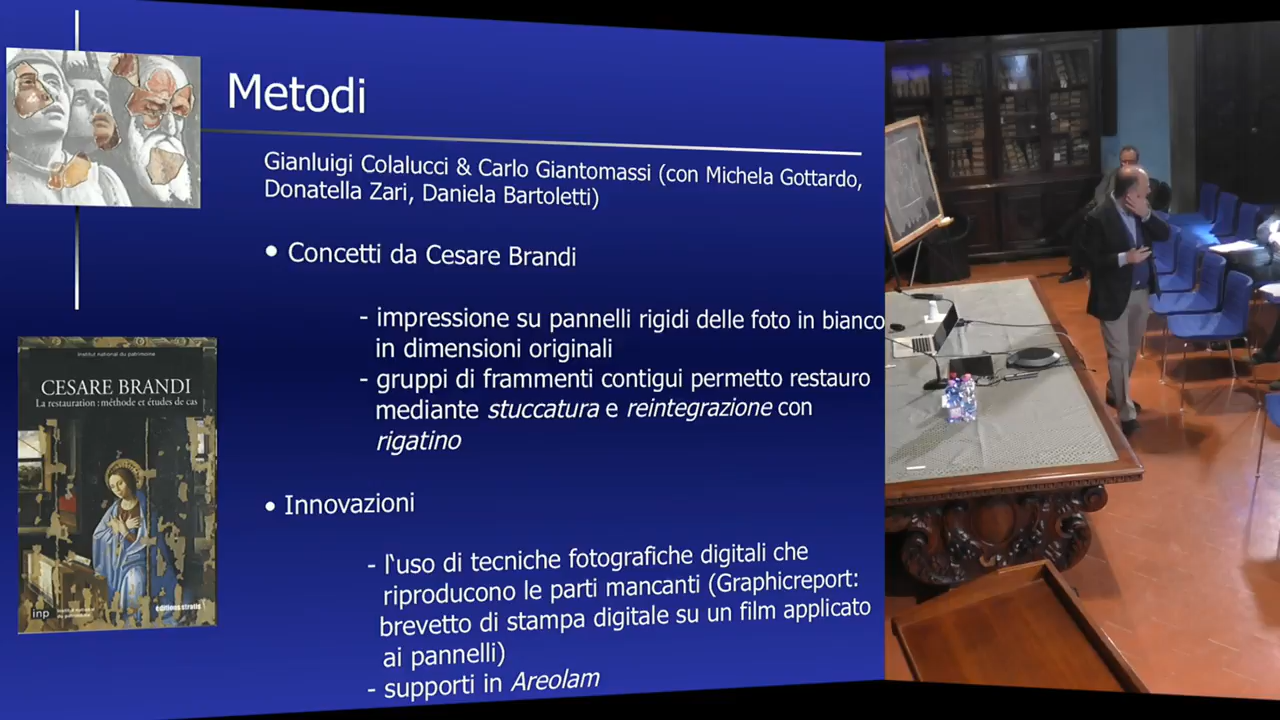 Metodi
Gianluigi Colalucci & Carlo Giantomassi (con Michela Gottardo,
Donatella Zari, Daniela Bartoletti)
• Concetti da Cesare Brandi
- impressione su pannelli rigidi delle foto in bianco
in dimensioni originali
- gruppi di frammenti contigui permetto restauro
mediante stuccatura e reintegrazione con
rigatino
• Innovazioni
- l'uso di tecniche fotografiche digitali che
riproducono le parti mancanti (Graphicreport:
brevetto di stampa digitale su un film applicato
ai pannelli)
- supporti in Areolam
Institut national du patrimoine
CESARE BRANDI
La restauration : méthode et études de cas
inp
éditions stratis